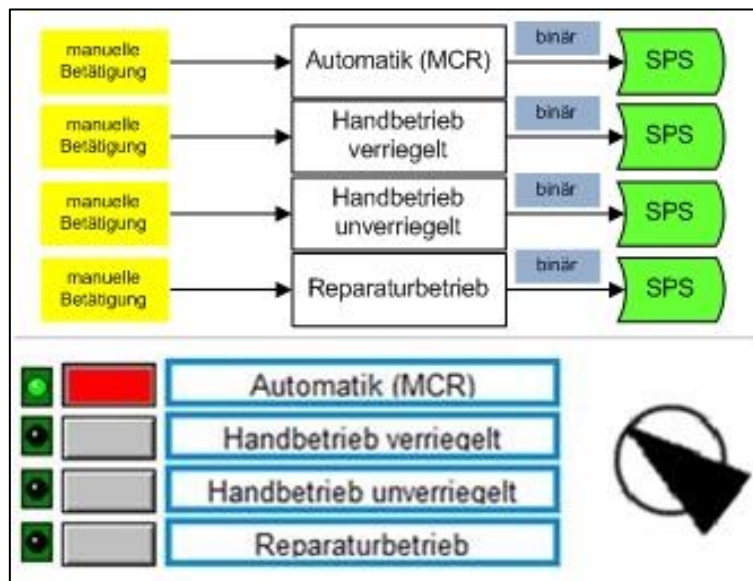 manuelle
Betätigung
Automatik (MCR)
binär
SPS
manuelle
Betätigung
Handbetrieb
verriegelt
binär
SPS
manuelle
Betätigung
Handbetrieb
unverriegelt
binär
SPS
manuelle
Betätigung
Reparaturbetrieb
binär
SPS
Automatik (MCR)
Handbetrieb verriegelt
Handbetrieb unverriegelt
Reparaturbetrieb